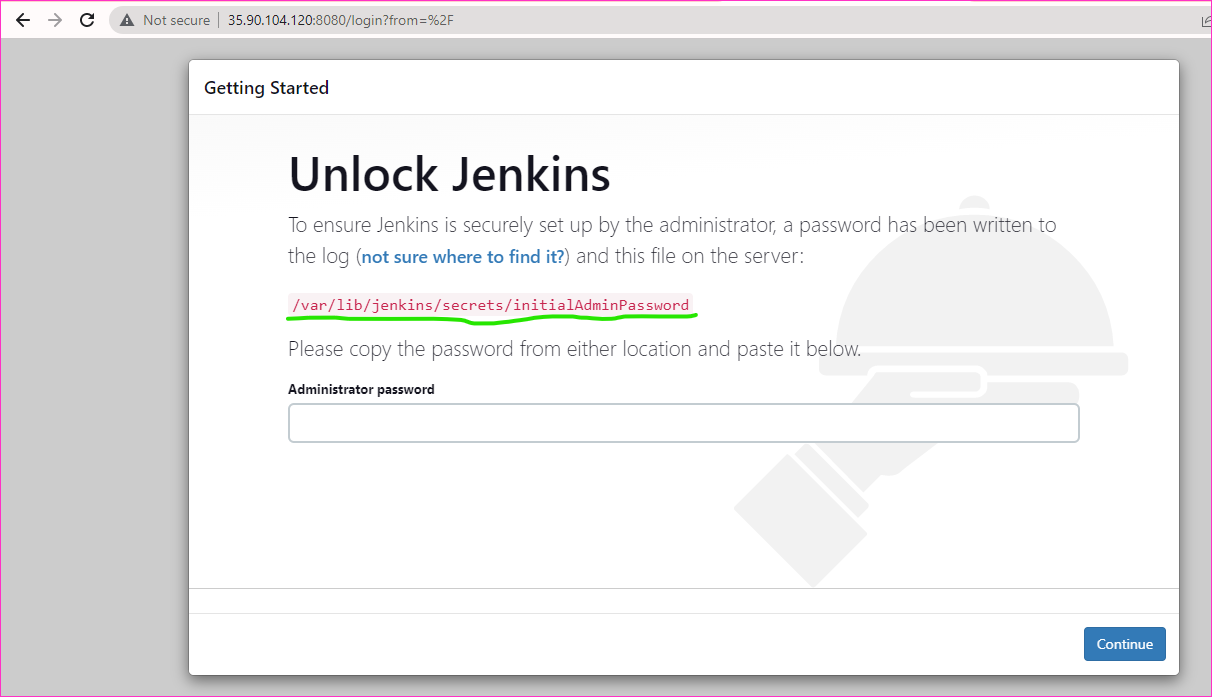 Not secure | 35.90.104.120:8080/login?from=%2F
Getting Started
Unlock Jenkins
To ensure Jenkins is securely set up by the administrator, a password has been written to
the log (not sure where to find it?) and this file on the server:
/var/lib/jenkins/secrets/initialAdminPassword
Please copy the password from either location and paste it below.
Administrator password
Continue